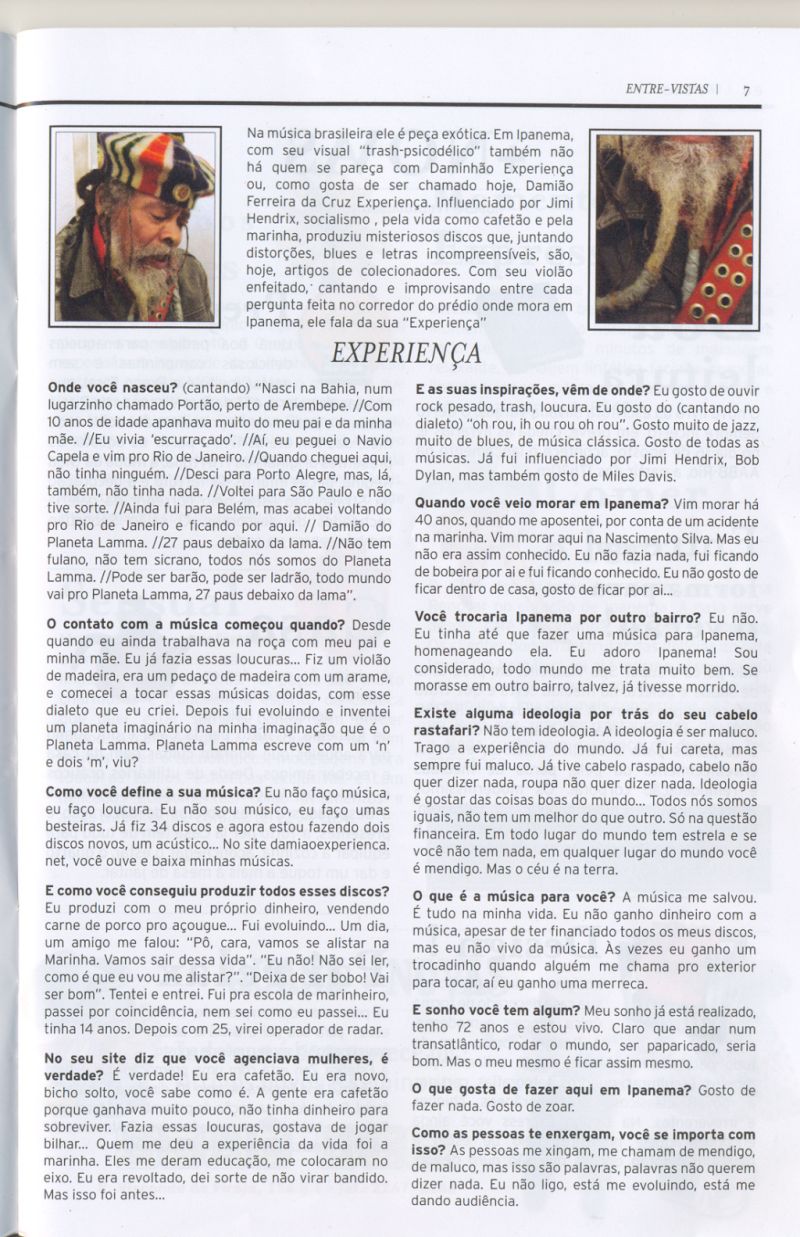 ENTRE-VISTAS | 7
Na música brasileira ele é peça exótica. Em Ipanema,
com seu visual “trash-psicodélico” também não
há quem se pareça com Daminhão Experiença
ou, como gosta de ser chamado hoje, Damião
Ferreira da Cruz Experiença. Influenciado por Jimi
Hendrix, socialismo , pela vida como cafetão e pela
marinha, produziu misteriosos discos que, juntando
distorções, blues e letras incompreensíveis, são,
hoje, artigos de colecionadores. Com seu violão
enfeitado, cantando e improvisando entre cada
pergunta feita no corredor do prédio onde mora em
Ipanema, ele fala da sua “Experiença”
EXPERIENÇA
Onde você nasceu? (cantando) “Nasci na Bahia, num
lugarzinho chamado Portão, perto de Arembepe. //Com
10 anos de idade apanhava muito do meu pai e da minha
mãe. //Eu vivia ‘escurraçado’. //Aí, eu peguei o Navio
Capela e vim pro Rio de Janeiro. //Quando cheguei aqui,
não tinha ninguém. //Desci para Porto Alegre, mas, lá,
também, não tinha nada. //Voltei para São Paulo e não
tive sorte. //Ainda fui para Belém, mas acabei voltando
pro Rio de Janeiro e ficando por aqui. // Damião do
Planeta Lamma. //27 paus debaixo da lama. //Não tem
fulano, não tem sicrano, todos nós somos do Planeta
Lamma. //Pode ser barão, pode ser ladrão, todo mundo
vai pro Planeta Lamma, 27 paus debaixo da lama”.
O contato com a música começou quando? Desde
quando eu ainda trabalhava na roça com meu pai e
minha mãe. Eu já fazia essas loucuras... Fiz um violão
de madeira, era um pedaço de madeira com um arame,
e comecei a tocar essas músicas doidas, com esse
dialeto que eu criei. Depois fui evoluindo e inventei
um planeta imaginário na minha imaginação que é o
Planeta Lamma. Planeta Lamma escreve com um ‘n’
e dois ‘m’, viu?
Como você define a sua música? Eu não faço música,
eu faço loucura. Eu não sou músico, eu faço umas
besteiras. Já fiz 34 discos e agora estou fazendo dois
discos novos, um acústico... No site damiaoexperienca.
net, você ouve e baixa minhas músicas.
E como você conseguiu produzir todos esses discos?
Eu produzi com o meu próprio dinheiro, vendendo
carne de porco pro açougue... Fui evoluindo... Um dia,
um amigo me falou: “Pô, cara, vamos se alistar na
Marinha. Vamos sair dessa vida”. “Eu não! Não sei ler,
como é que eu vou me alistar?”. “Deixa de ser bobo! Vai
ser bom”. Tentei e entrei. Fui pra escola de marinheiro,
passei por coincidência, nem sei como eu passei... Eu
tinha 14 anos. Depois com 25, virei operador de radar.
No seu site diz que você agenciava mulheres, é
verdade? É verdade! Eu era cafetão. Eu era novo,
bicho solto, você sabe como é. A gente era cafetão
porque ganhava muito pouco, não tinha dinheiro para
sobreviver. Fazia essas loucuras, gostava de jogar
bilhar... Quem me deu a experiência da vida foi a
marinha. Eles me deram educação, me colocaram no
eixo. Eu era revoltado, dei sorte de não virar bandido.
Mas isso foi antes...
E as suas inspirações, vêm de onde? Eu gosto de ouvir
rock pesado, trash, loucura. Eu gosto do (cantando no
dialeto) “oh rou, ih ou rou oh rou”. Gosto muito de jazz,
muito de blues, de música clássica. Gosto de todas as
músicas. Já fui influenciado por Jimi Hendrix, Bob
Dylan, mas também gosto de Miles Davis.
Quando você veio morar em Ipanema? Vim morar há
40 anos, quando me aposentei, por conta de um acidente
na marinha. Vim morar aqui na Nascimento Silva. Mas eu
não era assim conhecido. Eu não fazia nada, fui ficando
de bobeira por ai e fui ficando conhecido. Eu não gosto de
ficar dentro de casa, gosto de ficar por ai...
Você trocaria Ipanema por outro bairro? Eu não.
Eu tinha até que fazer uma música para Ipanema,
homenageando ela. Eu adoro Ipanema! Sou
considerado, todo mundo me trata muito bem. Se
morasse em outro bairro, talvez, já tivesse morrido.
Existe alguma ideologia por trás do seu cabelo
rastafari? Não tem ideologia. A ideologia é ser maluco.
Trago a experiência do mundo. Já fui careta, mas
sempre fui maluco. Já tive cabelo raspado, cabelo não
quer dizer nada, roupa não quer dizer nada. Ideologia
é gostar das coisas boas do mundo... Todos nós somos
iguais, não tem um melhor do que outro. Só na questão
financeira. Em todo lugar do mundo tem estrela e se
você não tem nada, em qualquer lugar do mundo você
é mendigo. Mas o céu é na terra.
O que é a música para você? A música me salvou.
É tudo na minha vida. Eu não ganho dinheiro com a
música, apesar de ter financiado todos os meus discos,
mas eu não vivo da música. Às vezes eu ganho um
trocadinho quando alguém me chama pro exterior
para tocar, aí eu ganho uma merreca.
E sonho você tem algum? Meu sonho já está realizado,
tenho 72 anos e estou vivo. Claro que andar num
transatlântico, rodar o mundo, ser paparicado, seria
bom. Mas o meu mesmo é ficar assim mesmo.
O que gosta de fazer aqui em Ipanema? Gosto de
fazer nada. Gosto de zoar.
Como as pessoas te enxergam, você se importa com
isso? As pessoas me xingam, me chamam de mendigo,
de maluco, mas isso são palavras, palavras não querem
dizer nada. Eu não ligo, está me evoluindo, está me
dando audiência.